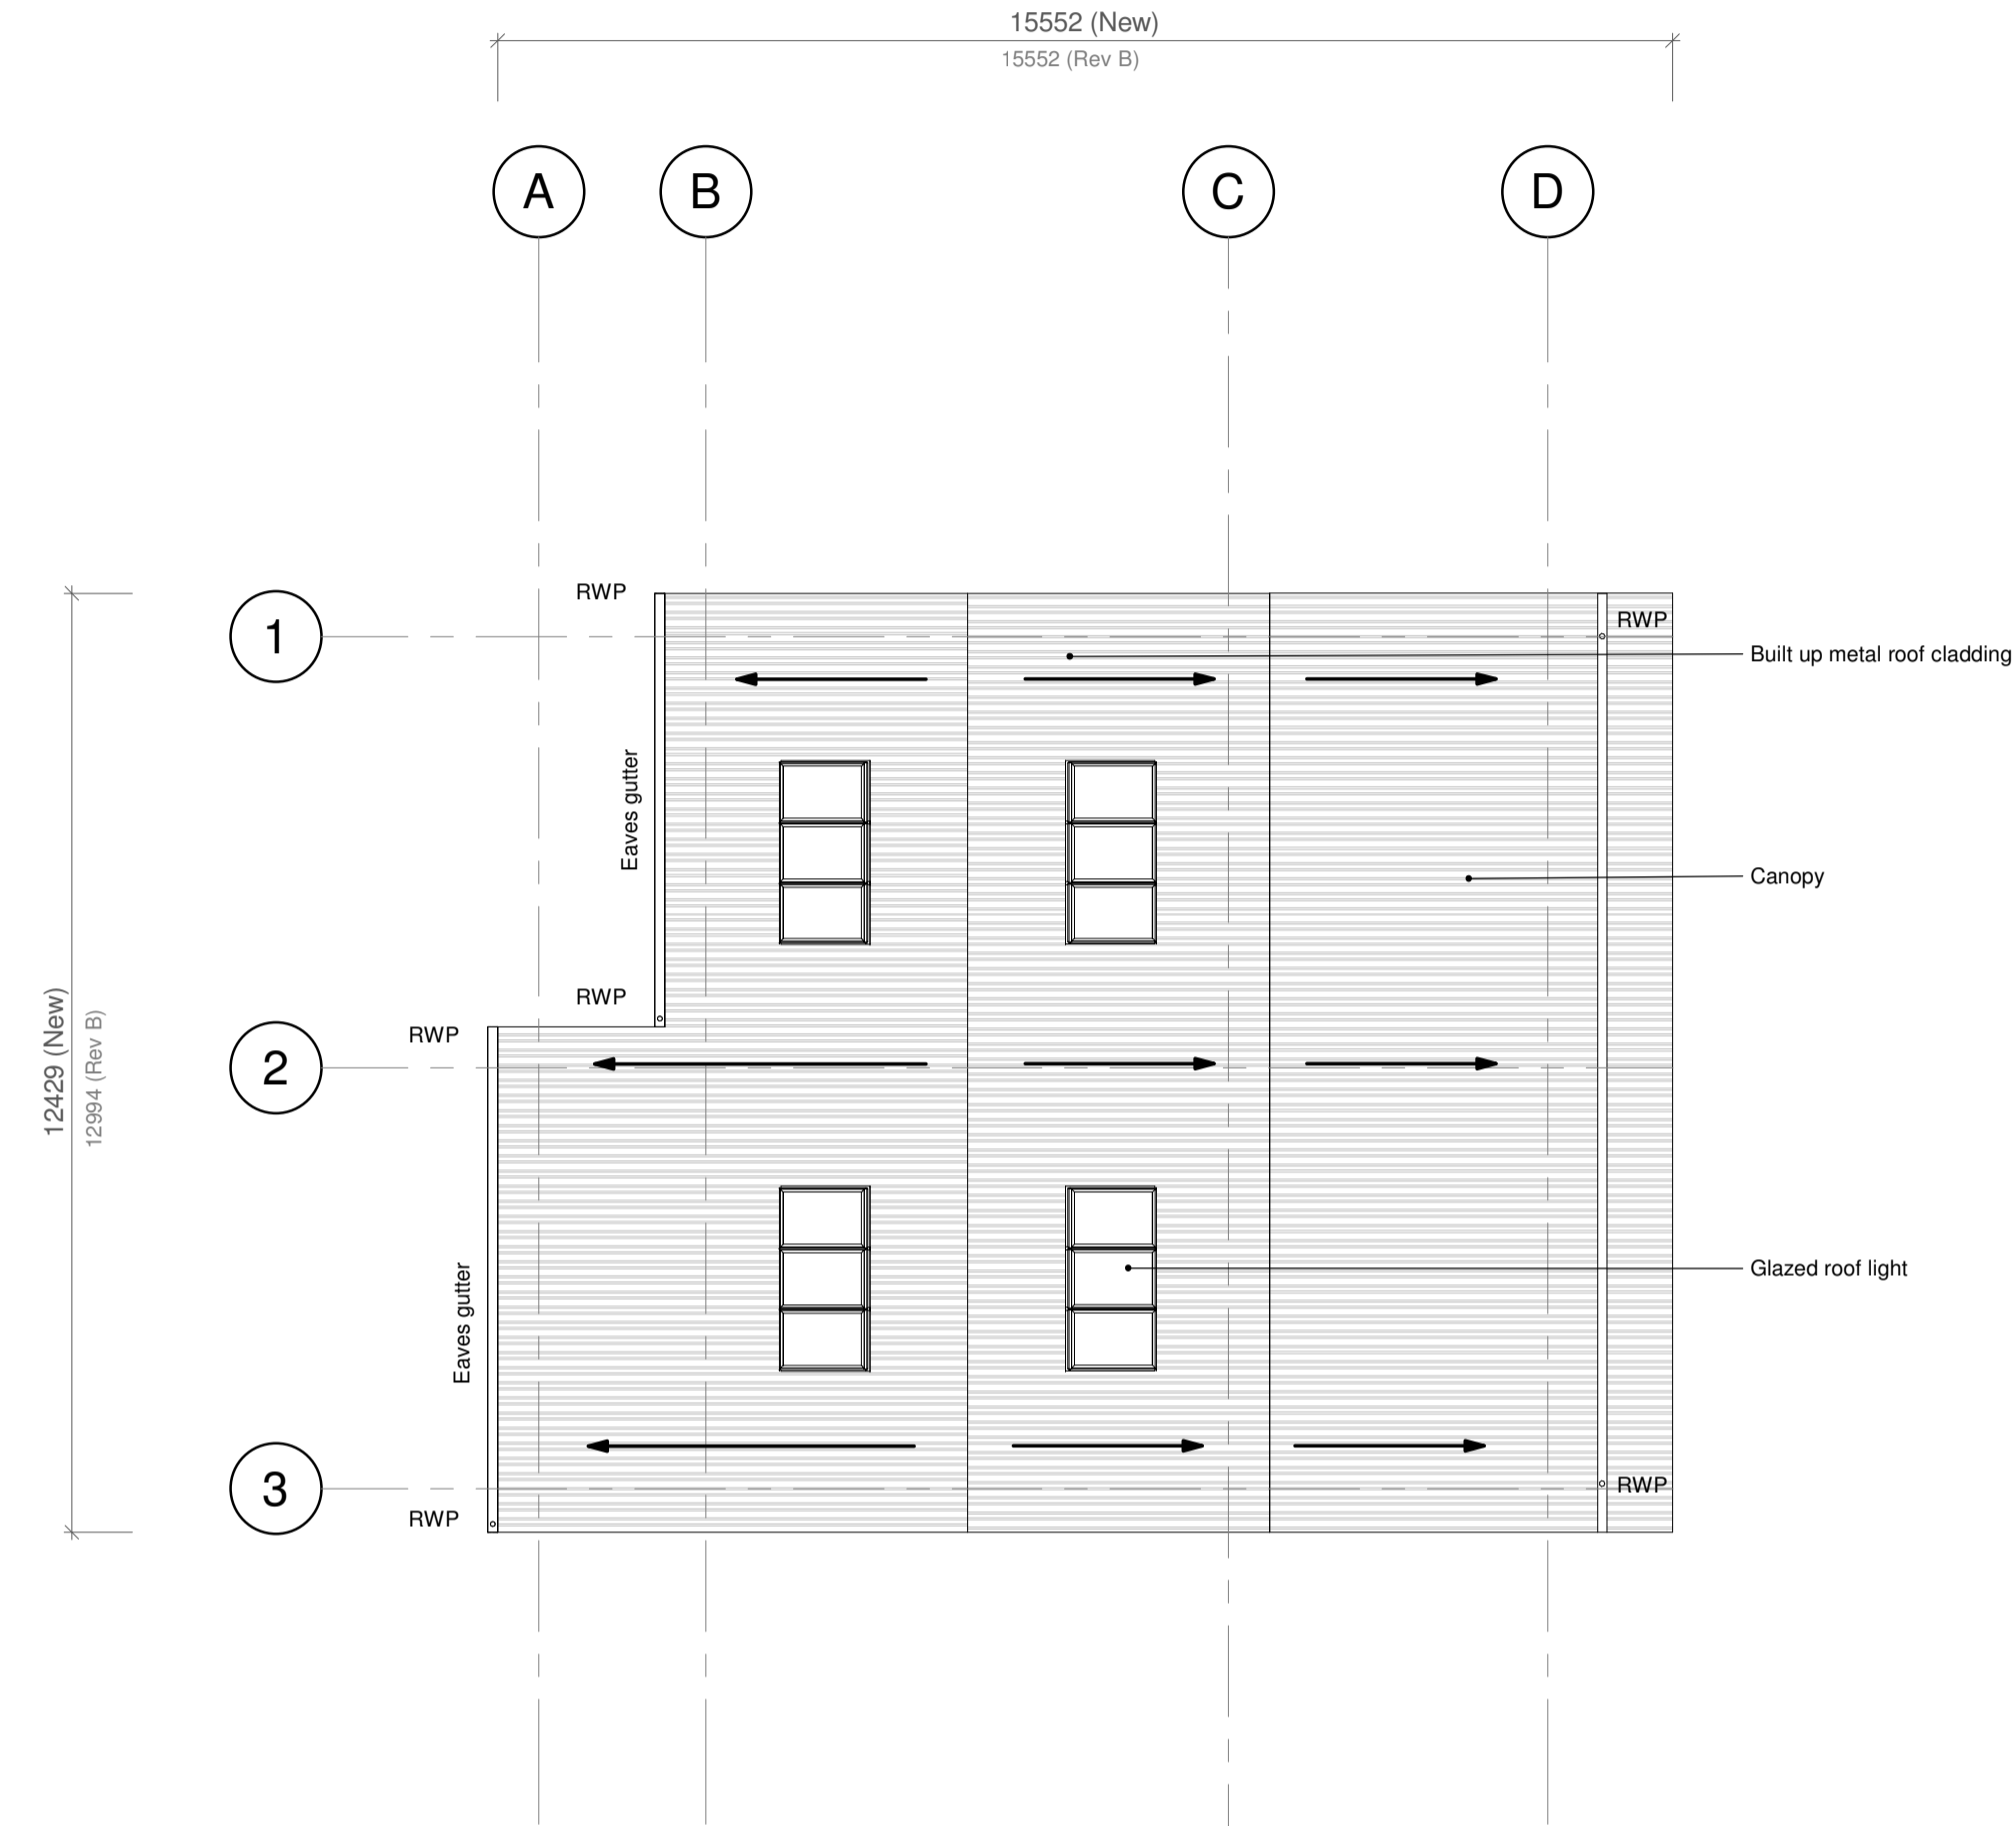 15552 (New)
15552 (Rev B)
A
B
C
D
RWP
RWP
1
Built up metal roof cladding
Eaves gutter
Canopy
RWP
RWP
2
12429 (New)
12994 (Rev B)
Glazed roof light
Eaves gutter
3
RWP
RWP